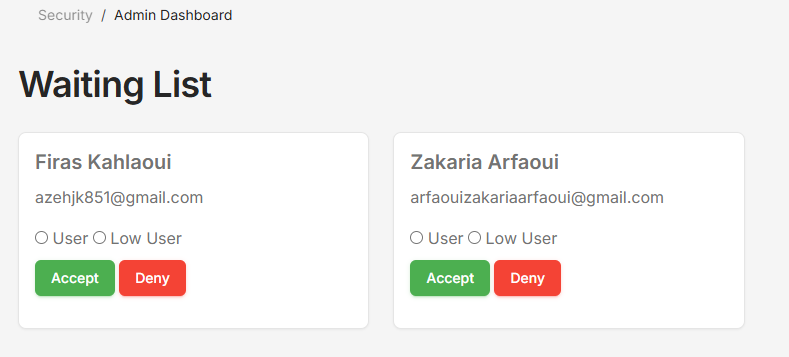 Security / Admin Dashboard
Waiting List
Firas Kahlaoui
azehjk851@gmail.com
User Low User
Accept Deny
Zakaria Arfaoui
arfaouizakariaarfaoui@gmail.com
User Low User
Accept Deny